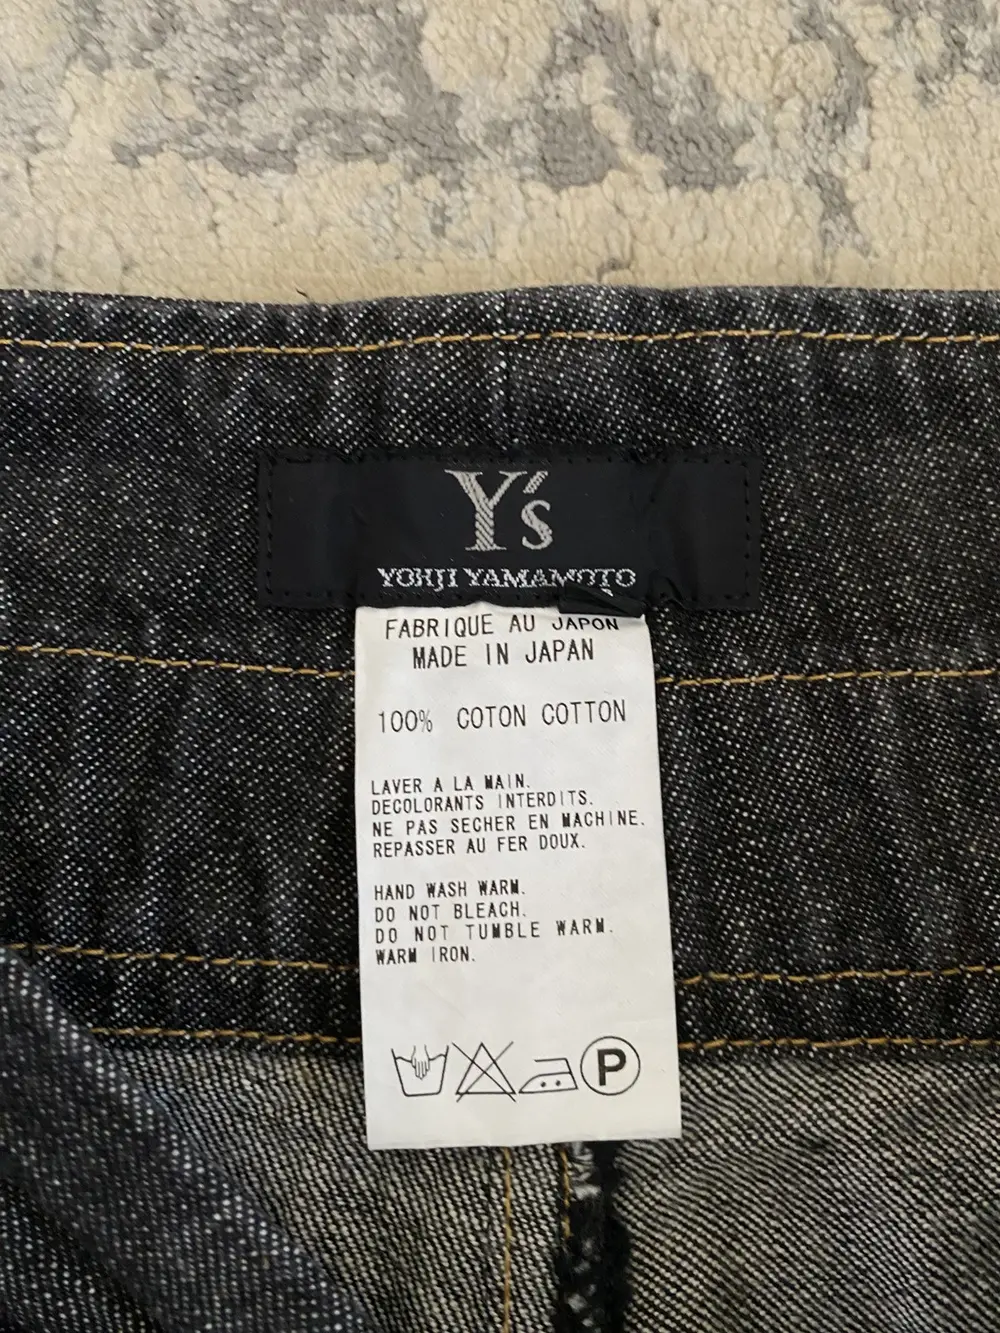 Y's
YOHJI YAMAMOTO
FABRIQUE AU JAPON
MADE IN JAPAN
100% COTON COTTON
LAVER A LA MAIN.
DECOLORANTS INTERDITS.
NE PAS SECHER EN MACHINE.
REPASSER AU FER DOUX.
HAND WASH WARM.
DO NOT BLEACH.
DO NOT TUMBLE WARM.
WARM IRON.
P